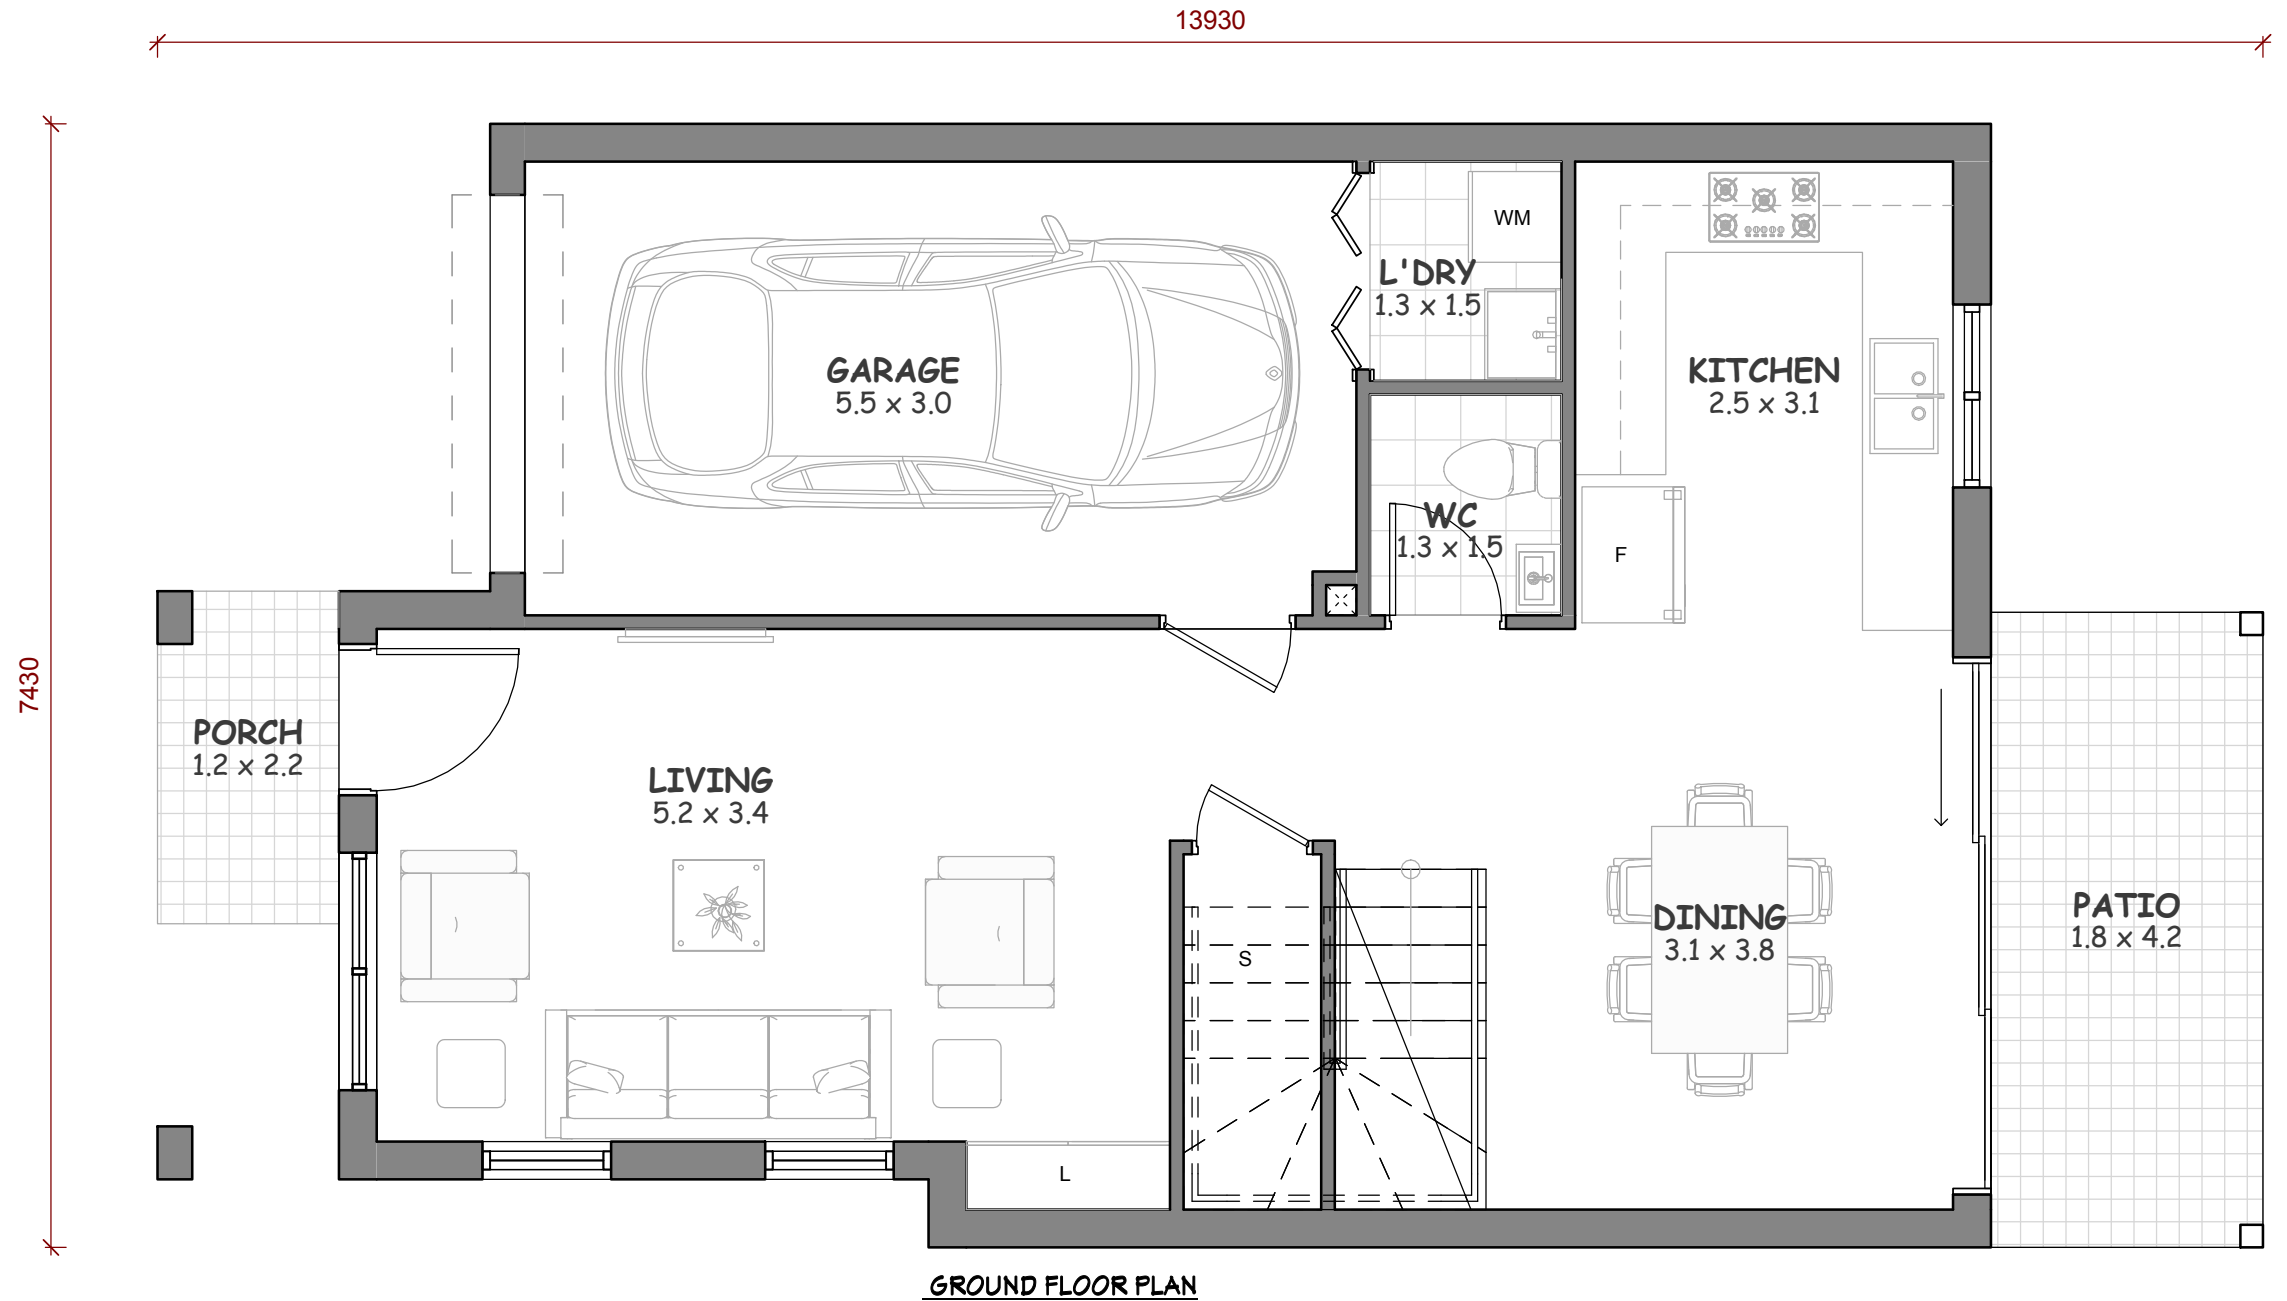 13930
7430
WM
L'DRY
1.3 x 1.5
GARAGE
5.5 x 3.0
KITCHEN
2.5 x 3.1
WC
1.3 x 1.5
F
PORCH
1.2 x 2.2
LIVING
5.2 x 3.4
S
DINING
3.1 x 3.8
PATIO
1.8 x 4.2
L
GROUND FLOOR PLAN